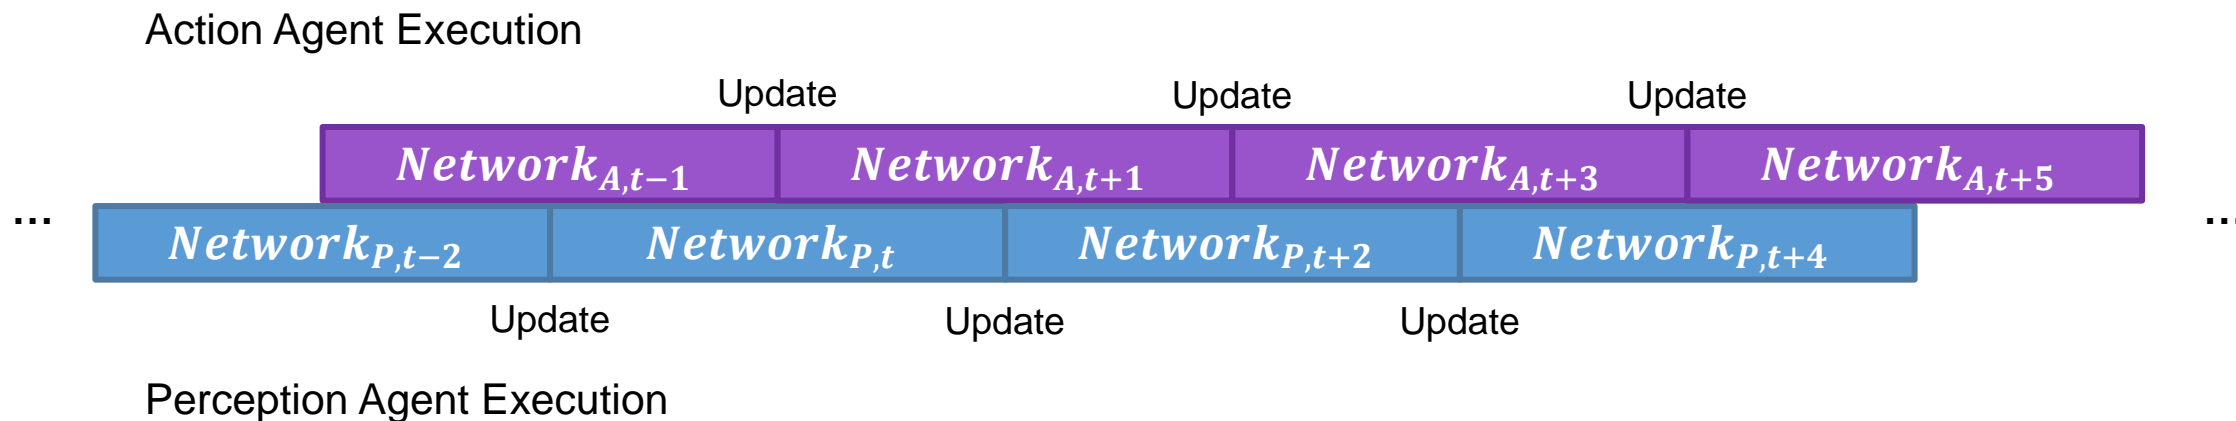 Action Agent Execution
Update Update Update
Network_{A,t−1} Network_{A,t+1} Network_{A,t+3} Network_{A,t+5}
... ...
Network_{P,t−2} Network_{P,t} Network_{P,t+2} Network_{P,t+4}
Update Update Update
Perception Agent Execution